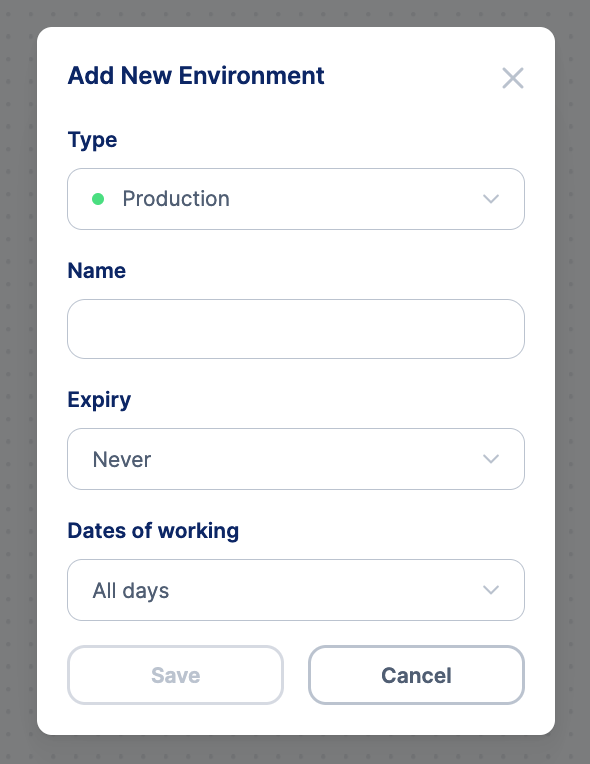 Add New Environment
Type
Production
Name
Expiry
Never
Dates of working
All days
Save
Cancel